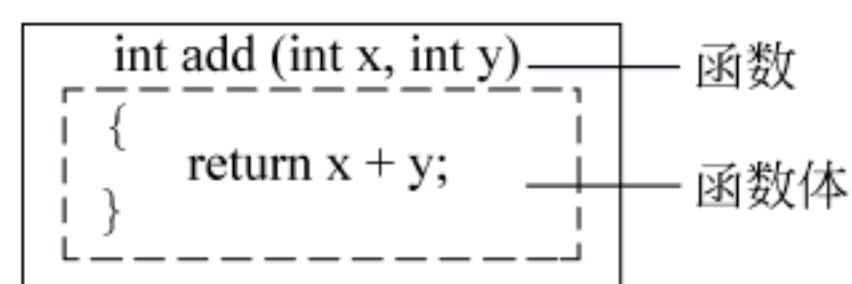 int add (int x, int y)
函数
{
return x + y;
函数体
}